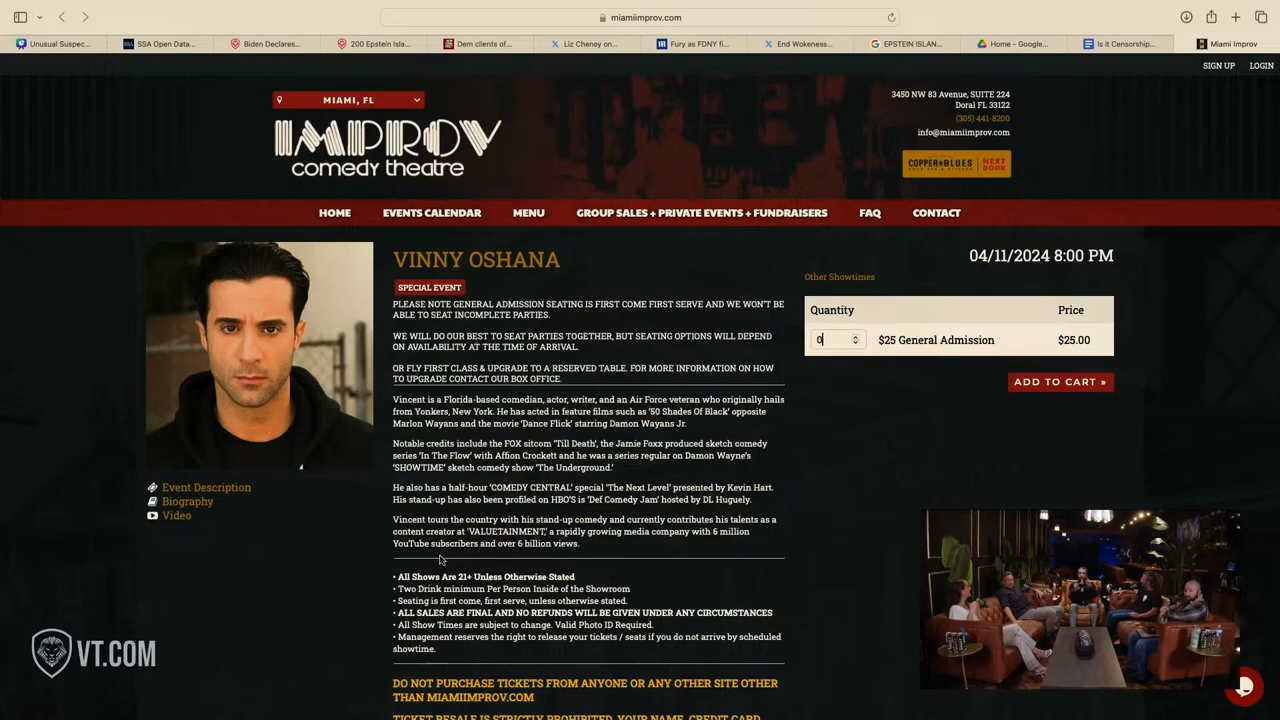 miamiimprov.com
Unusual Suspec...
SSA Open Data...
Biden Declares...
200 Epstein Isla...
Dem clients of...
Liz Cheney on...
Fury as FDNY fi...
End Wokeness...
EPSTEIN ISLAN...
Home - Google...
Is it Censorship...
Miami Improv
SIGN UP LOGIN
MIAMI, FL
IMPROV
comedy theatre
3450 NW 83 Avenue, SUITE 224
Doral FL 33122
(305) 441-8200
info@miamiimprov.com
COPPER BLUES
NEXT
DOOR
HOME EVENTS CALENDAR MENU GROUP SALES + PRIVATE EVENTS + FUNDRAISERS FAQ CONTACT
VINNY OSHANA
SPECIAL EVENT
PLEASE NOTE GENERAL ADMISSION SEATING IS FIRST COME FIRST SERVE AND WE WON'T BE
ABLE TO SEAT INCOMPLETE PARTIES.
WE WILL DO OUR BEST TO SEAT PARTIES TOGETHER, BUT SEATING OPTIONS WILL DEPEND
ON AVAILABILITY AT THE TIME OF ARRIVAL.
OR FLY FIRST CLASS & UPGRADE TO A RESERVED TABLE. FOR MORE INFORMATION ON HOW
TO UPGRADE CONTACT OUR BOX OFFICE.
Vincent is a Florida-based comedian, actor, writer, and an Air Force veteran who originally hails
from Yonkers, New York. He has acted in feature films such as '50 Shades Of Black' opposite
Marlon Wayans and the movie 'Dance Flick' starring Damon Wayans Jr.
Notable credits include the FOX sitcom 'Till Death', the Jamie Foxx produced sketch comedy
series 'In The Flow' with Affion Crockett and he was a series regular on Damon Wayne's
'SHOWTIME' sketch comedy show 'The Underground.'
He also has a half-hour 'COMEDY CENTRAL' special 'The Next Level' presented by Kevin Hart.
His stand-up has also been profiled on HBO'S is 'Def Comedy Jam' hosted by DL Huguely.
Vincent tours the country with his stand-up comedy and currently contributes his talents as a
content creator at 'VALUETAINMENT,' a rapidly growing media company with 6 million
YouTube subscribers and over 6 billion views.
• All Shows Are 21+ Unless Otherwise Stated
• Two Drink minimum Per Person Inside of the Showroom
• Seating is first come, first serve, unless otherwise stated.
• ALL SALES ARE FINAL AND NO REFUNDS WILL BE GIVEN UNDER ANY CIRCUMSTANCES
• All Show Times are subject to change. Valid Photo ID Required.
• Management reserves the right to release your tickets / seats if you do not arrive by scheduled
showtime.
DO NOT PURCHASE TICKETS FROM ANYONE OR ANY OTHER SITE OTHER
THAN MIAMIIMPROV.COM
TICKET RESALE IS STRICTLY PROHIBITED. YOUR NAME, CREDIT CARD
Event Description
Biography
Video
04/11/2024 8:00 PM
Other Showtimes
Quantity Price
0 $25 General Admission $25.00
ADD TO CART »
VT.COM